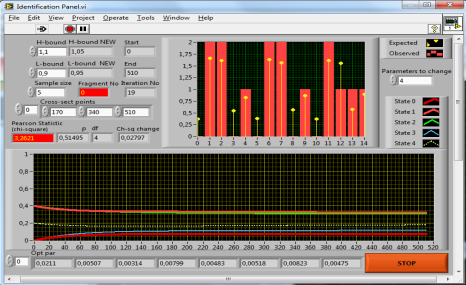 Identification Panel.vi
File Edit View Project Operate Tools Window Help
H-bound H-bound NEW Start
1,1 1,05 0
L-bound L-bound NEW End
0,9 0,95 510
Sample size Fragment No Iteration No
5 0 19
Cross-sect points
0 170 340 510
Pearson Statistic (chi-square) p df Ch-sq change
3,2621 0,51495 4 0,02797
2
1,75
1,5
1,25
1
0,75
0,5
0,25
0
0 1 2 3 4 5 6 7 8 9 10 11 12 13 14
Expected
Observed
Parameters to change
4
State 0
State 1
State 2
State 3
State 4
1
0,8
0,6
0,4
0,2
0
0 20 40 60 80 100 120 140 160 180 200 220 240 260 280 300 320 340 360 380 400 420 440 460 480 500 520
Opt par
0 0,0211 0,00507 0,00314 0,00799 0,00483 0,00518 0,00823 0,00475
STOP